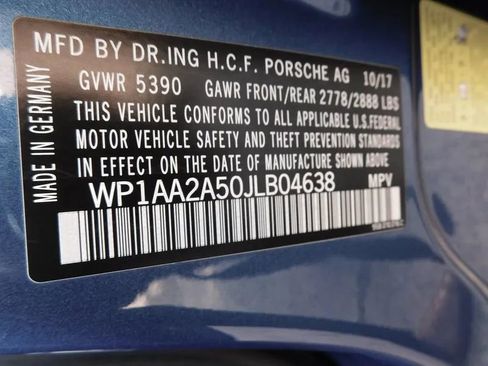 MFD BY DR.ING H.C.F. PORSCHE AG 10/17
GVWR 5390 GAWR FRONT/REAR 2778/2888 LBS
THIS VEHICLE CONFORMS TO ALL APPLICABLE U.S.FEDERAL
MOTOR VEHICLE SAFETY AND THEFT PREVENTION STANDARDS
IN EFFECT ON THE DATE OF MANUFACTURE SHOWN ABOVE
WP1AA2A50JLB04638 MPV
MADE IN GERMANY